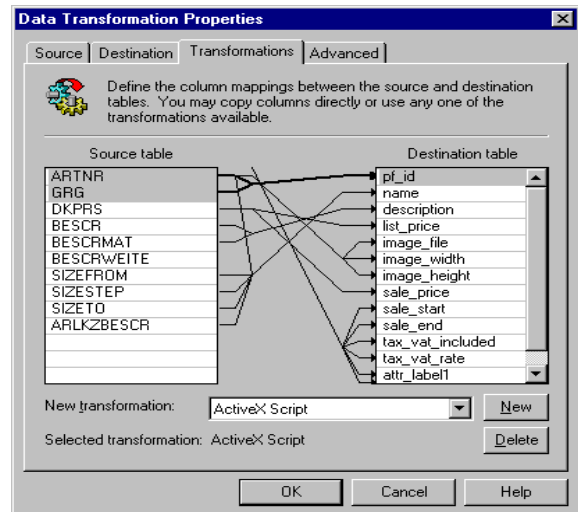 Data Transformation Properties
Source Destination Transformations Advanced
Define the column mappings between the source and destination
tables. You may copy columns directly or use any one of the
transformations available.
Source table Destination table
ARTNR pf_id
GRG name
DKPRS description
BESCR list_price
BESCRMAT image_file
BESCRWEITE image_width
SIZEFROM image_height
SIZESTEP sale_price
SIZETO sale_start
ARLKZBESCR sale_end
tax_vat_included
tax_vat_rate
attr_label1
New transformation: ActiveX Script New
Selected transformation: ActiveX Script Delete
OK Cancel Help